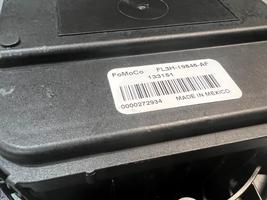 FoMoCo FL3H-19846-AF
133151
0000272934 MADE IN MEXICO